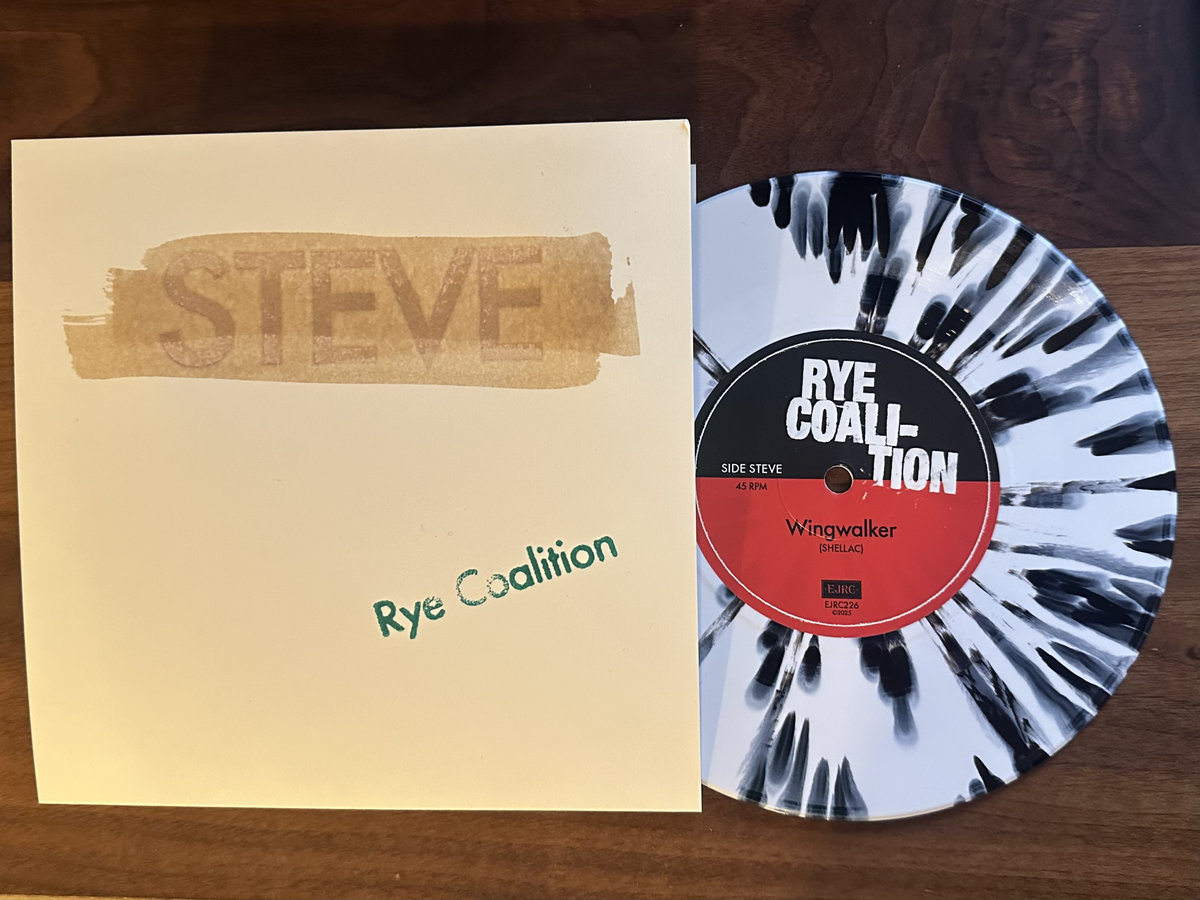 STEVE
Rye Coalition
RYE
COALI-
TION
SIDE STEVE
45 RPM
Wingwalker
(SHELLAC)
EJRC
EJRC226
©2025